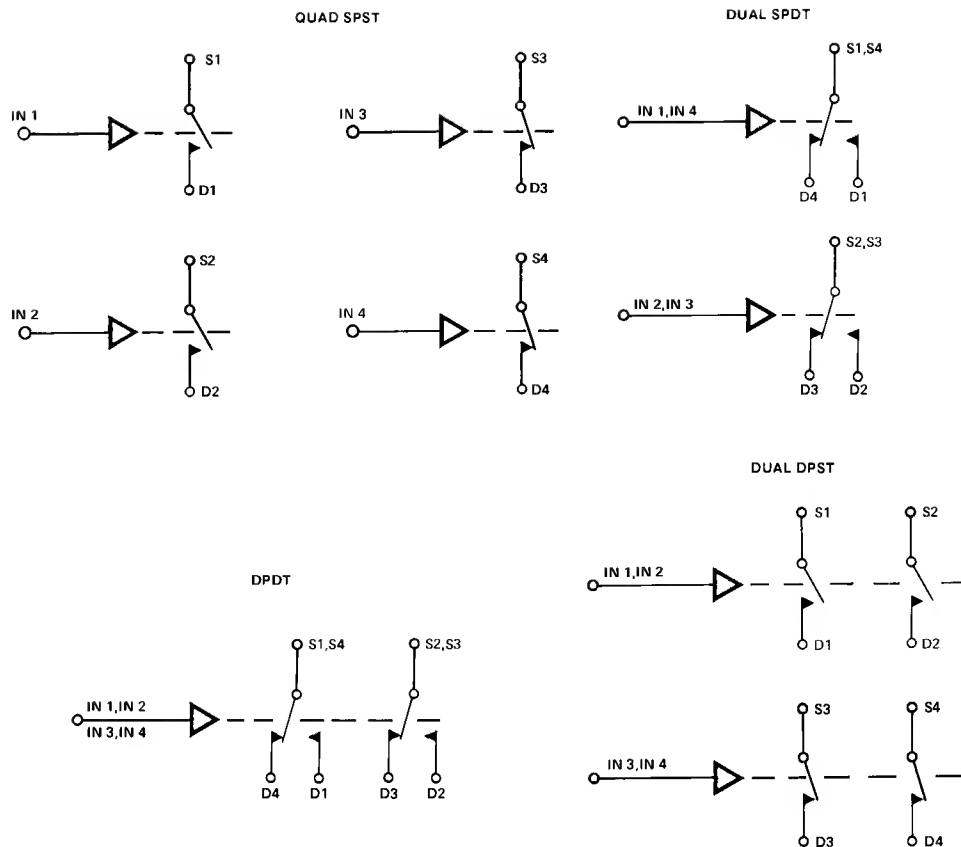 QUAD SPST
S1
IN 1
D1
S3
IN 3
D3
S2
IN 2
D2
S4
IN 4
D4
DUAL SPDT
S1,S4
IN 1,IN 4
D4
D1
S2,S3
IN 2,IN 3
D3
D2
DPDT
S1,S4
S2,S3
IN 1,IN 2
IN 3,IN 4
D4
D1
D3
D2
DUAL DPST
S1
S2
IN 1,IN 2
D1
D2
S3
S4
IN 3,IN 4
D3
D4